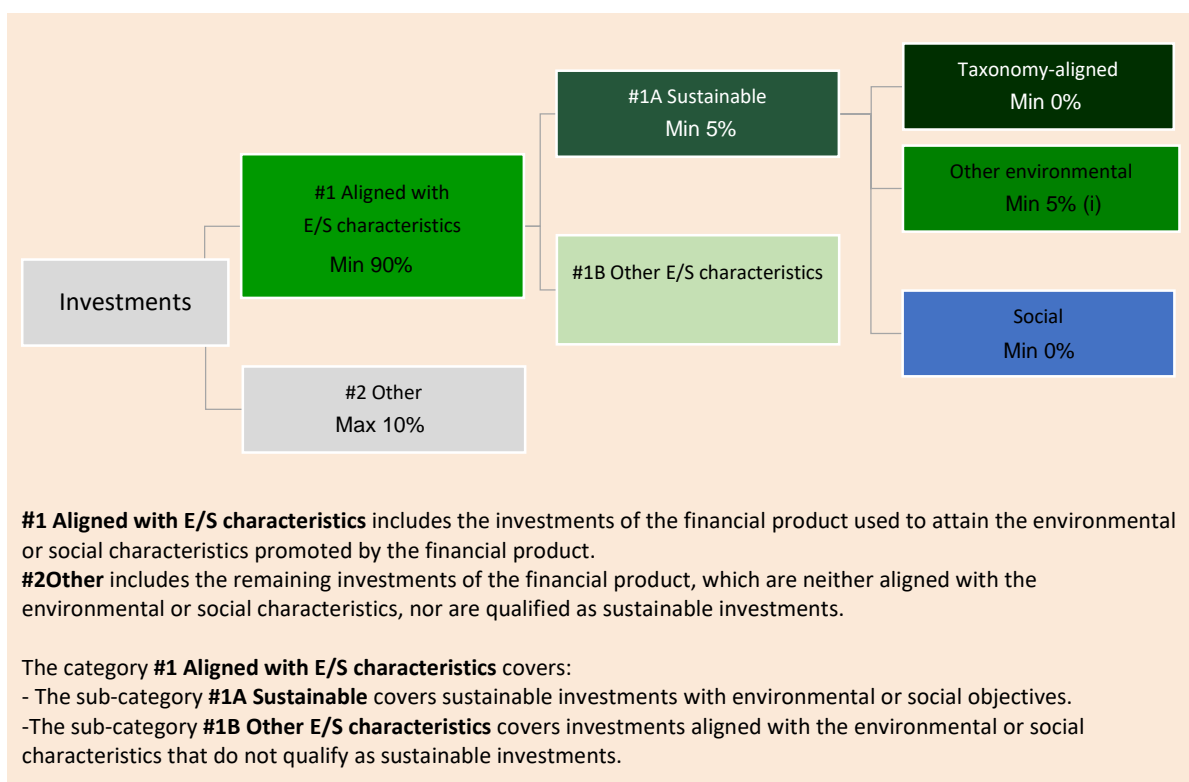 Investments
#1 Aligned with
E/S characteristics
Min 90%
#2 Other
Max 10%
#1A Sustainable
Min 5%
#1B Other E/S characteristics
Taxonomy-aligned
Min 0%
Other environmental
Min 5% (i)
Social
Min 0%
#1 Aligned with E/S characteristics includes the investments of the financial product used to attain the environmental
or social characteristics promoted by the financial product.
#2Other includes the remaining investments of the financial product, which are neither aligned with the
environmental or social characteristics, nor are qualified as sustainable investments.
The category #1 Aligned with E/S characteristics covers:
- The sub-category #1A Sustainable covers sustainable investments with environmental or social objectives.
-The sub-category #1B Other E/S characteristics covers investments aligned with the environmental or social
characteristics that do not qualify as sustainable investments.